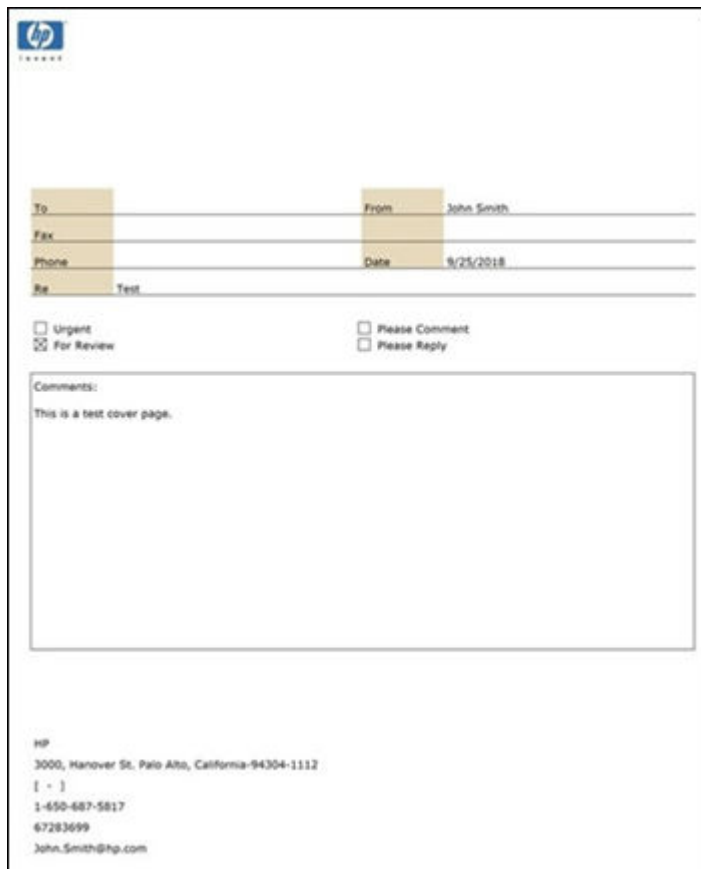 hp
invent
To From John Smith
Fax
Phone Date 9/25/2018
Re Test
Urgent Please Comment
For Review Please Reply
Comments:
This is a test cover page.
HP
3000, Hanover St. Palo Alto, California-94304-1112
[ - ]
1-650-687-5817
67283699
John.Smith@hp.com